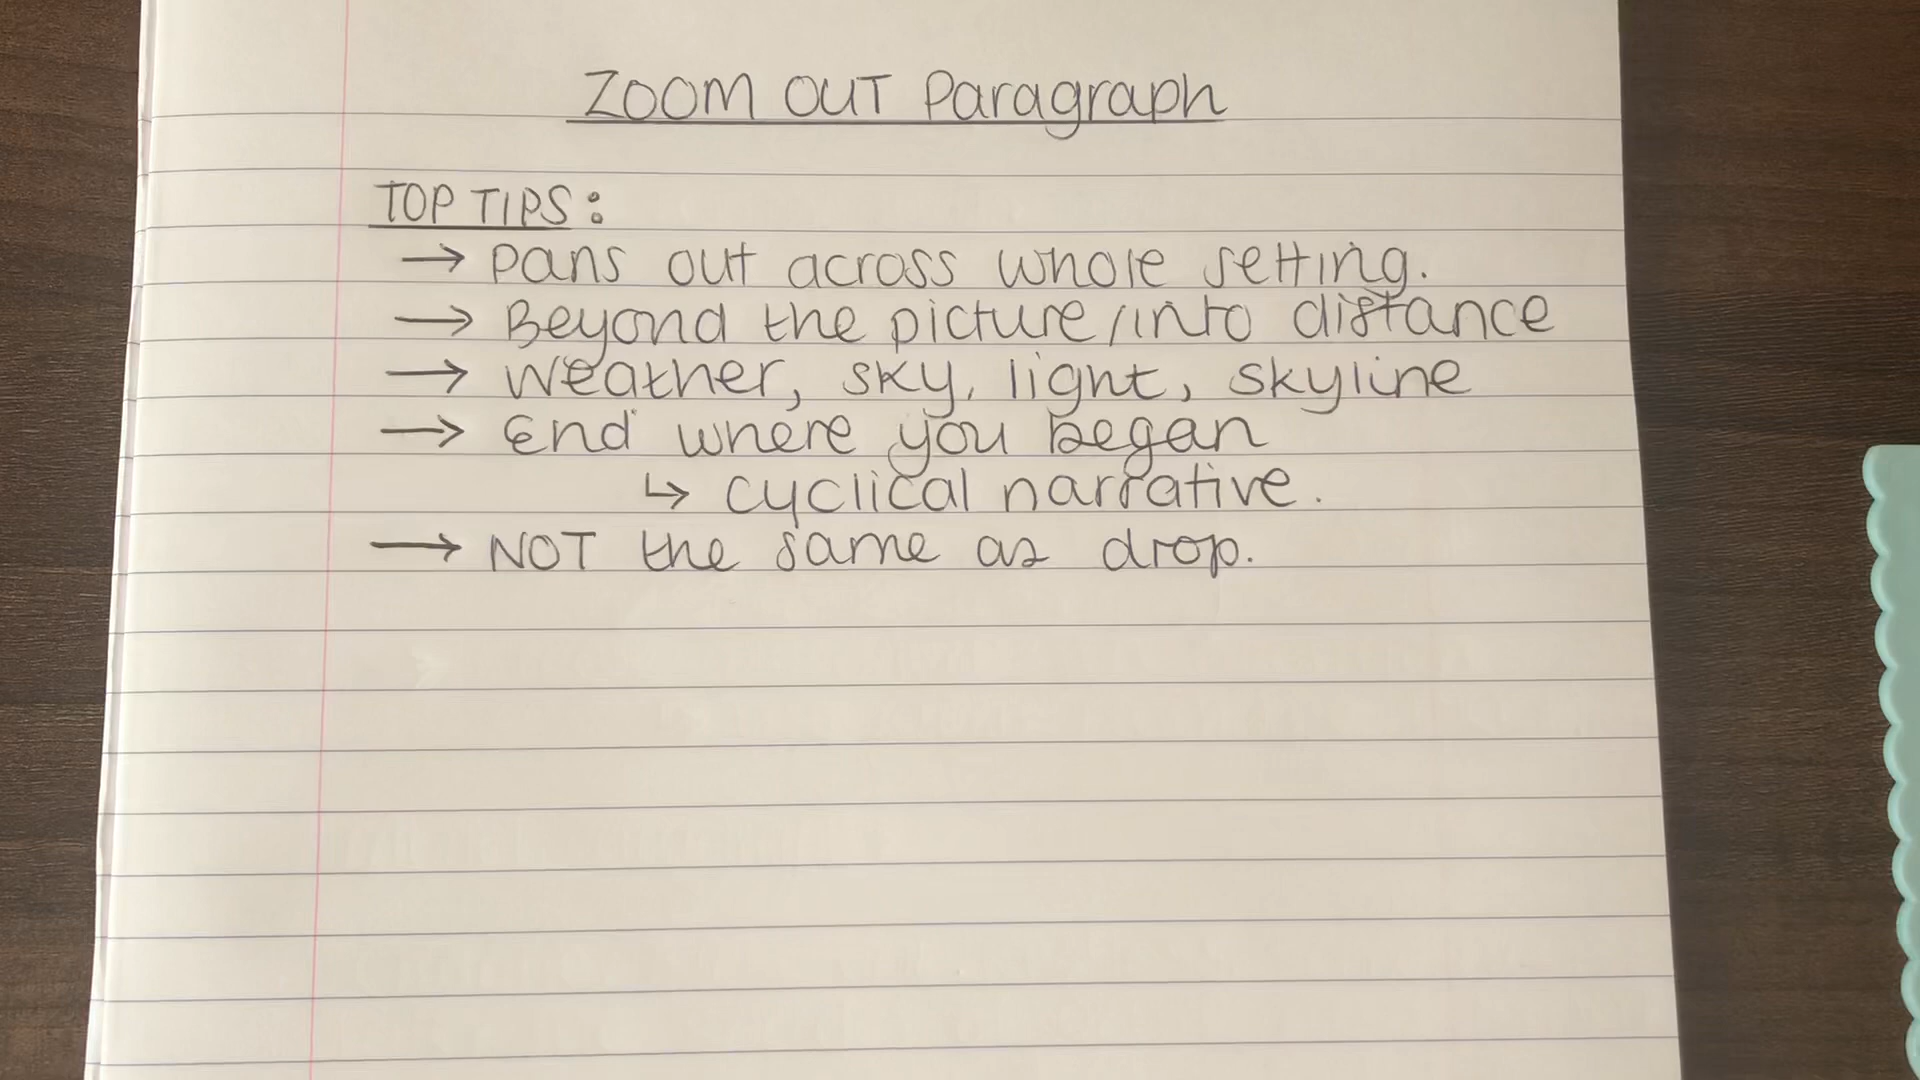 ZOOM OUT Paragraph
TOP TIPS:
→ pans out across whole setting.
→ Beyond the picture/into distance
→ Weather, sky, light, skyline
→ End where you began
↳ cyclical narrative.
→ NOT the same as drop.